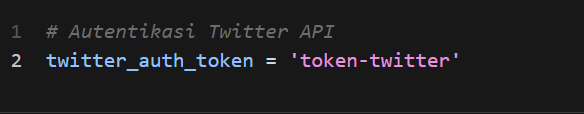 1 # Autentikasi Twitter API
2 twitter_auth_token = 'token-twitter'